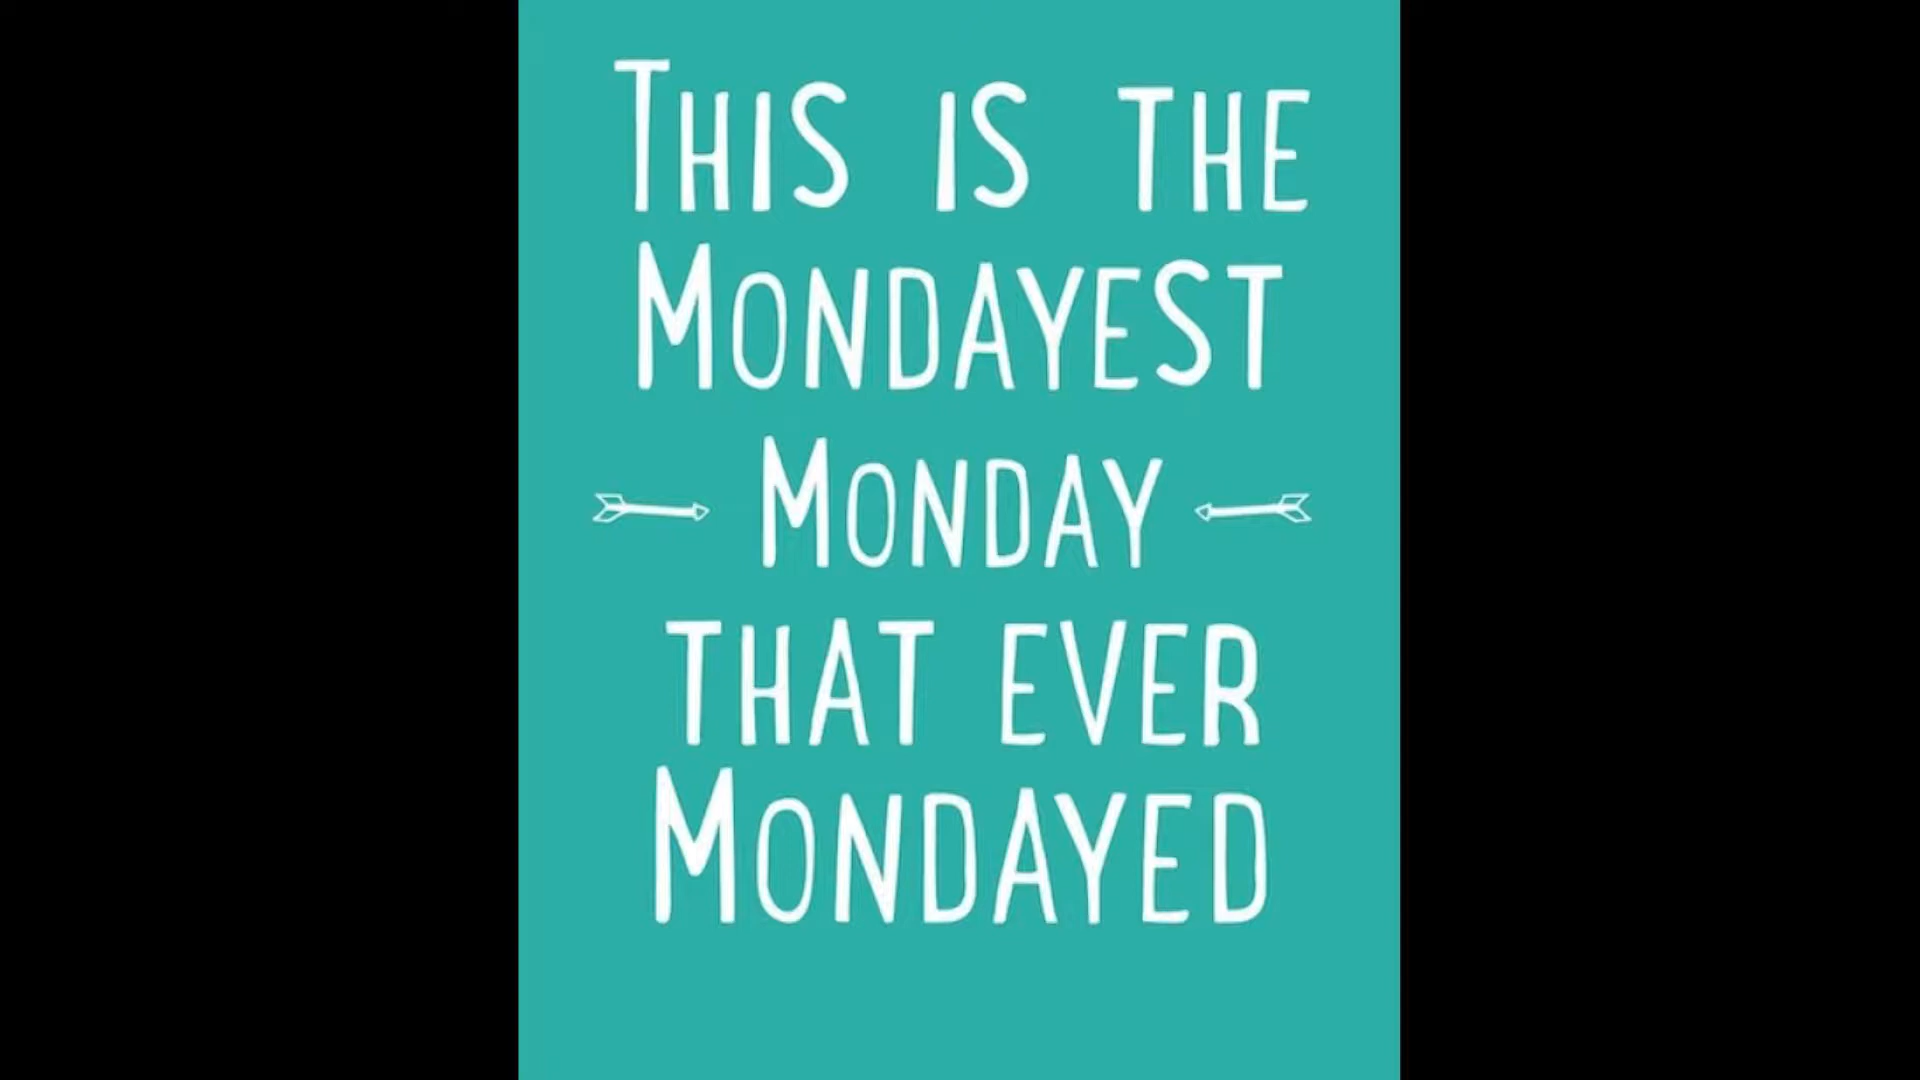 THIS IS THE
MONDAYEST
MONDAY
THAT EVER
MONDAYED